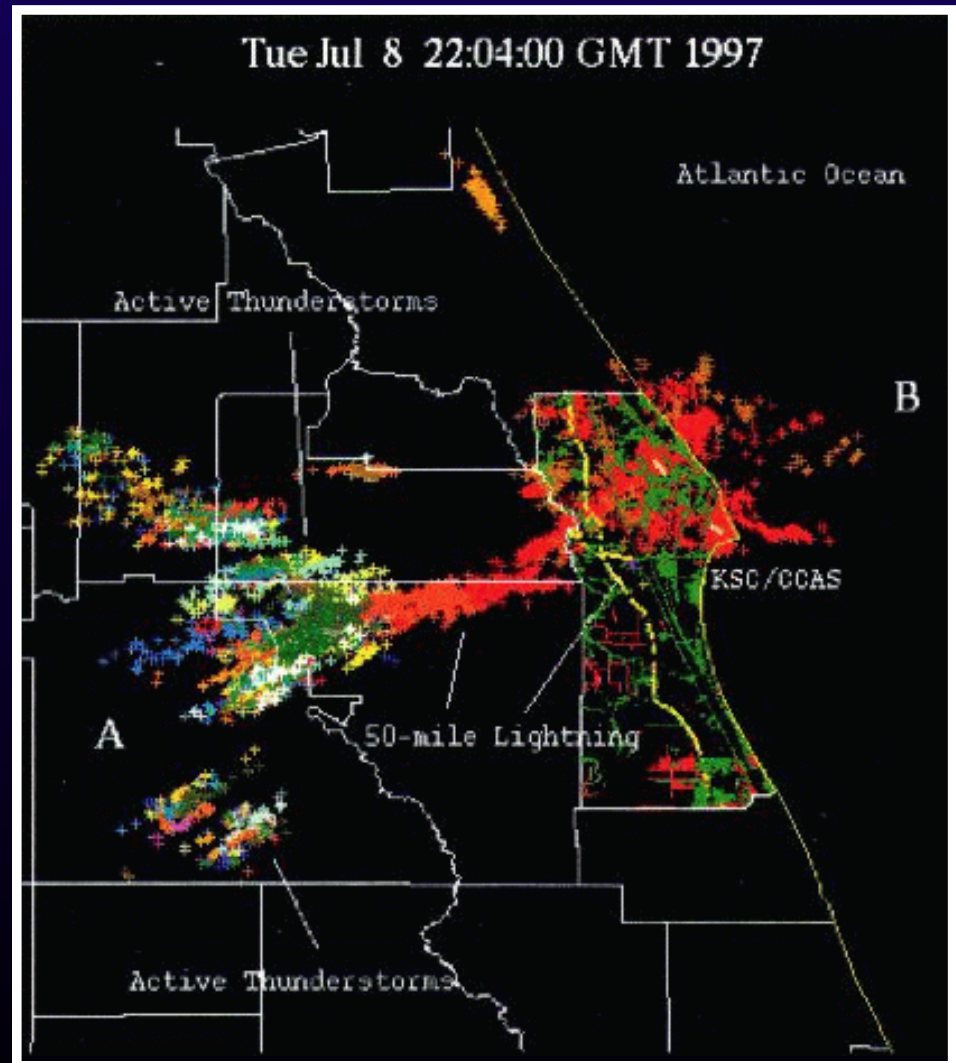 Tue Jul 8 22:04:00 GMT 1997
Atlantic Ocean
Active Thunderstorms
B
KSC/CCAS
A
50-mile Lightning
Active Thunderstorms